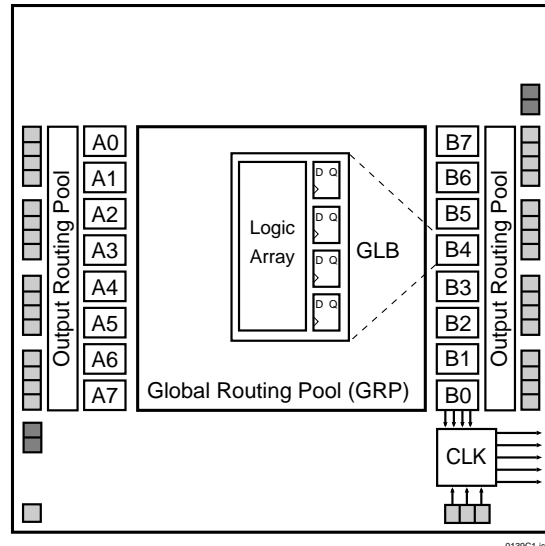 Output Routing Pool
A0
A1
A2
A3
A4
A5
A6
A7
Logic
Array
D Q
D Q
D Q
D Q
GLB
Global Routing Pool (GRP)
B7
B6
B5
B4
B3
B2
B1
B0
Output Routing Pool
CLK